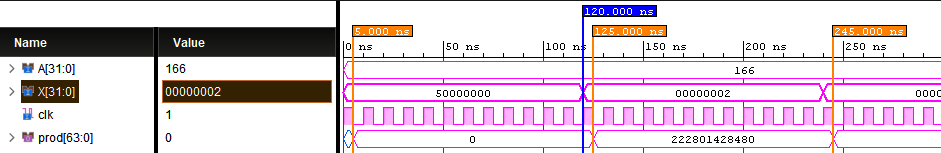 120.000 ns
5.000 ns 125.000 ns 245.000 ns
Name Value 0 ns 50 ns 100 ns 150 ns 200 ns 250 ns
A[31:0] 166 166
X[31:0] 00000002 50000000 00000002 0000
clk 1
prod[63:0] 0 0 222801428480